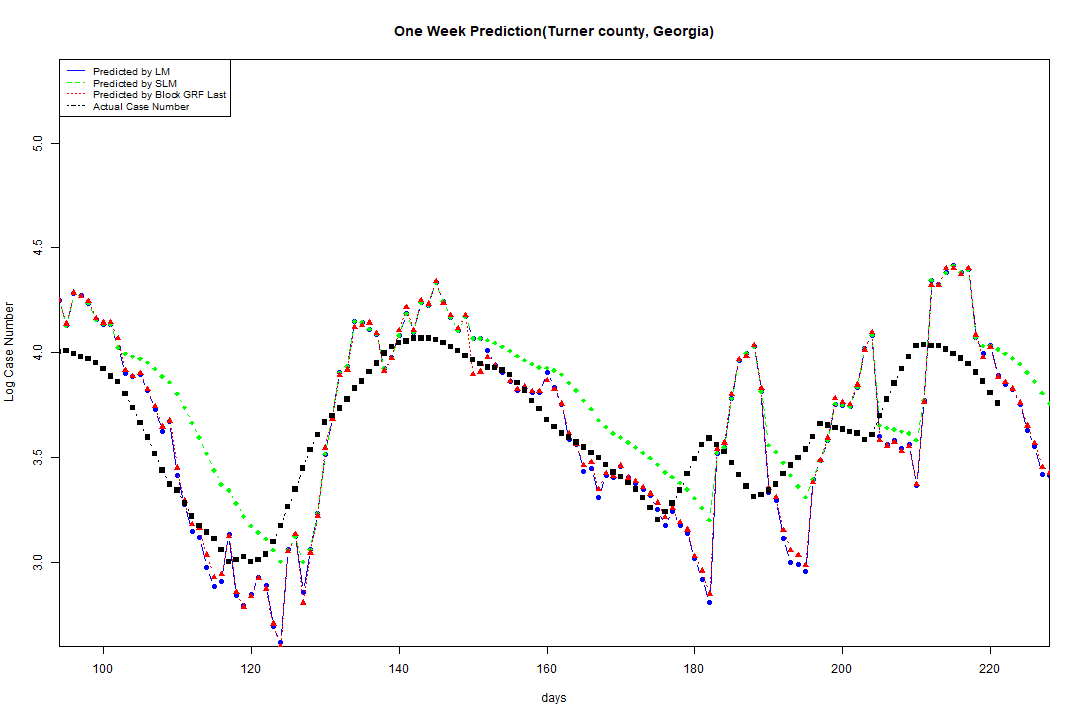 One Week Prediction(Turner county, Georgia)
Predicted by LM
Predicted by SLM
Predicted by Block GRF Last
Actual Case Number
5.0
4.5
4.0
3.5
3.0
Log Case Number
100 120 140 160 180 200 220
days